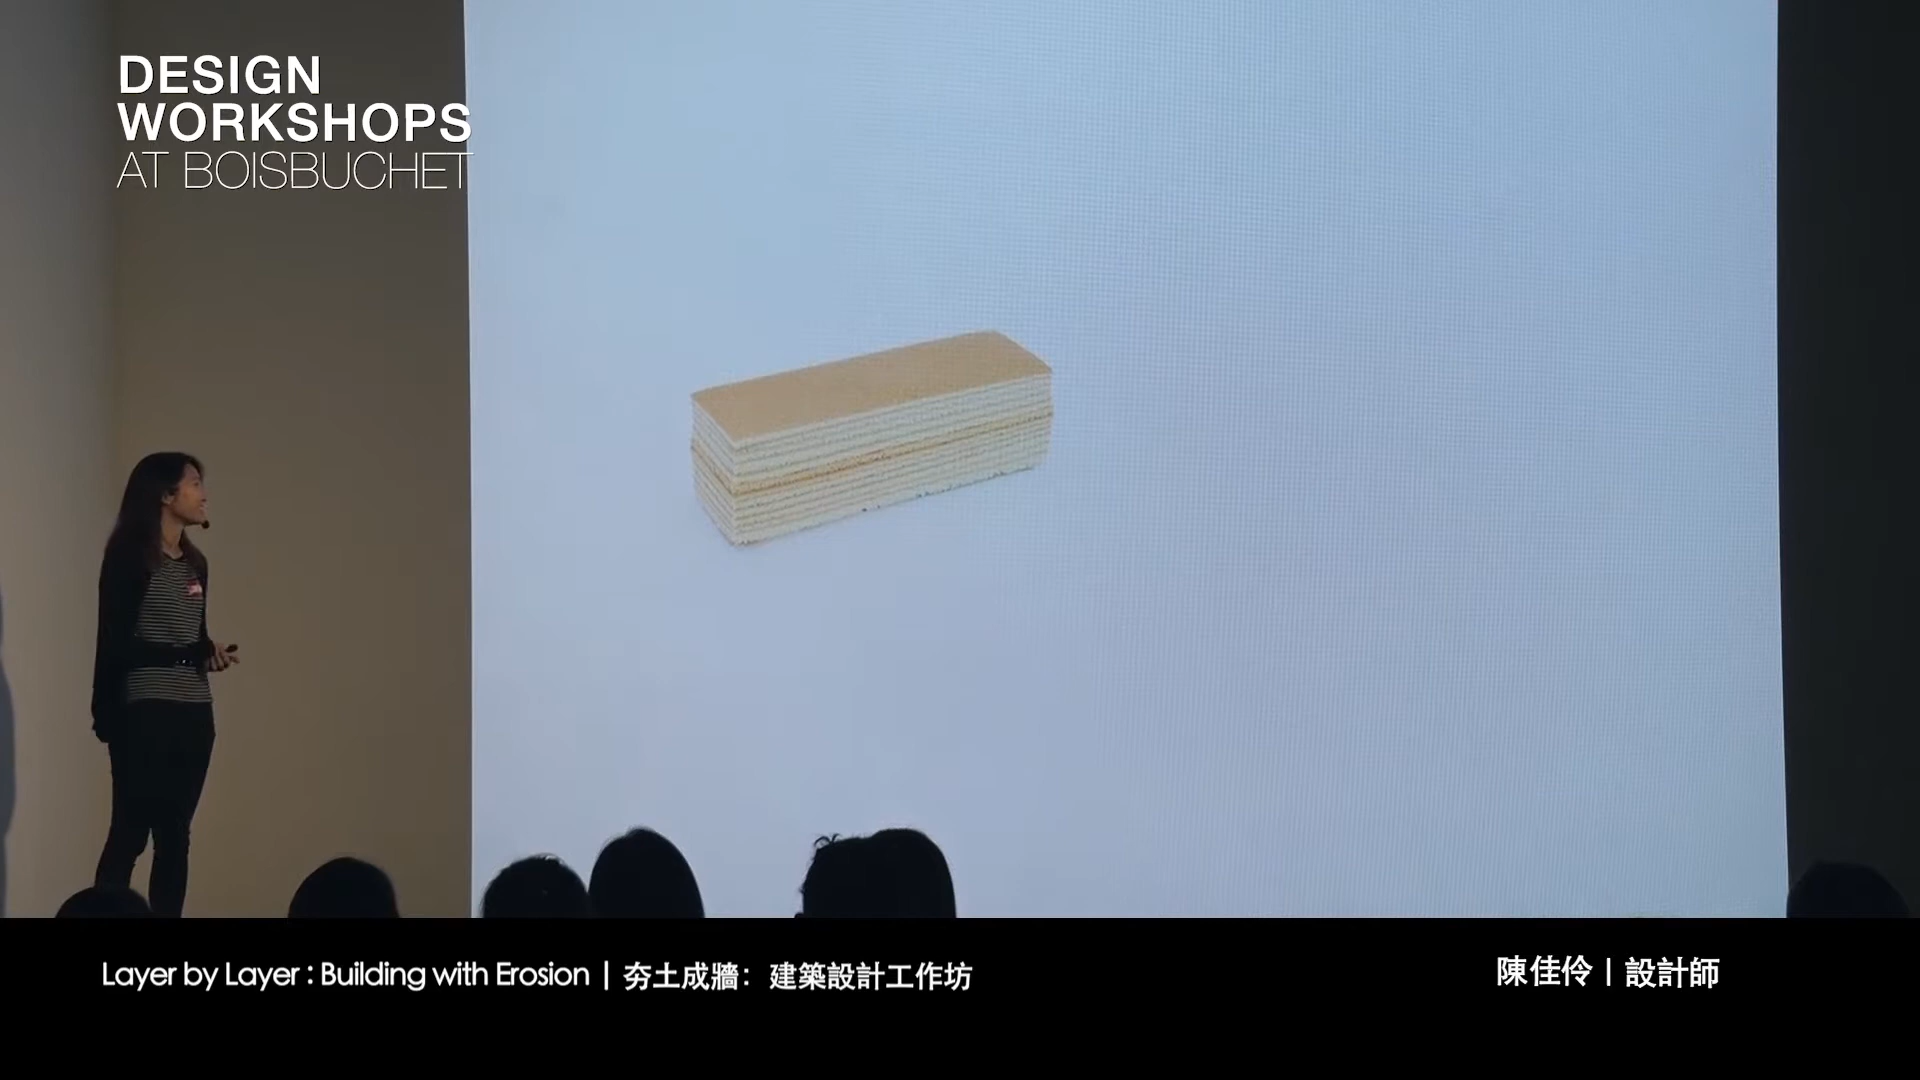 DESIGN
WORKSHOPS
AT BOISBUCHET
Layer by Layer : Building with Erosion | 夯土成牆：建築設計工作坊
陳佳伶 | 設計師